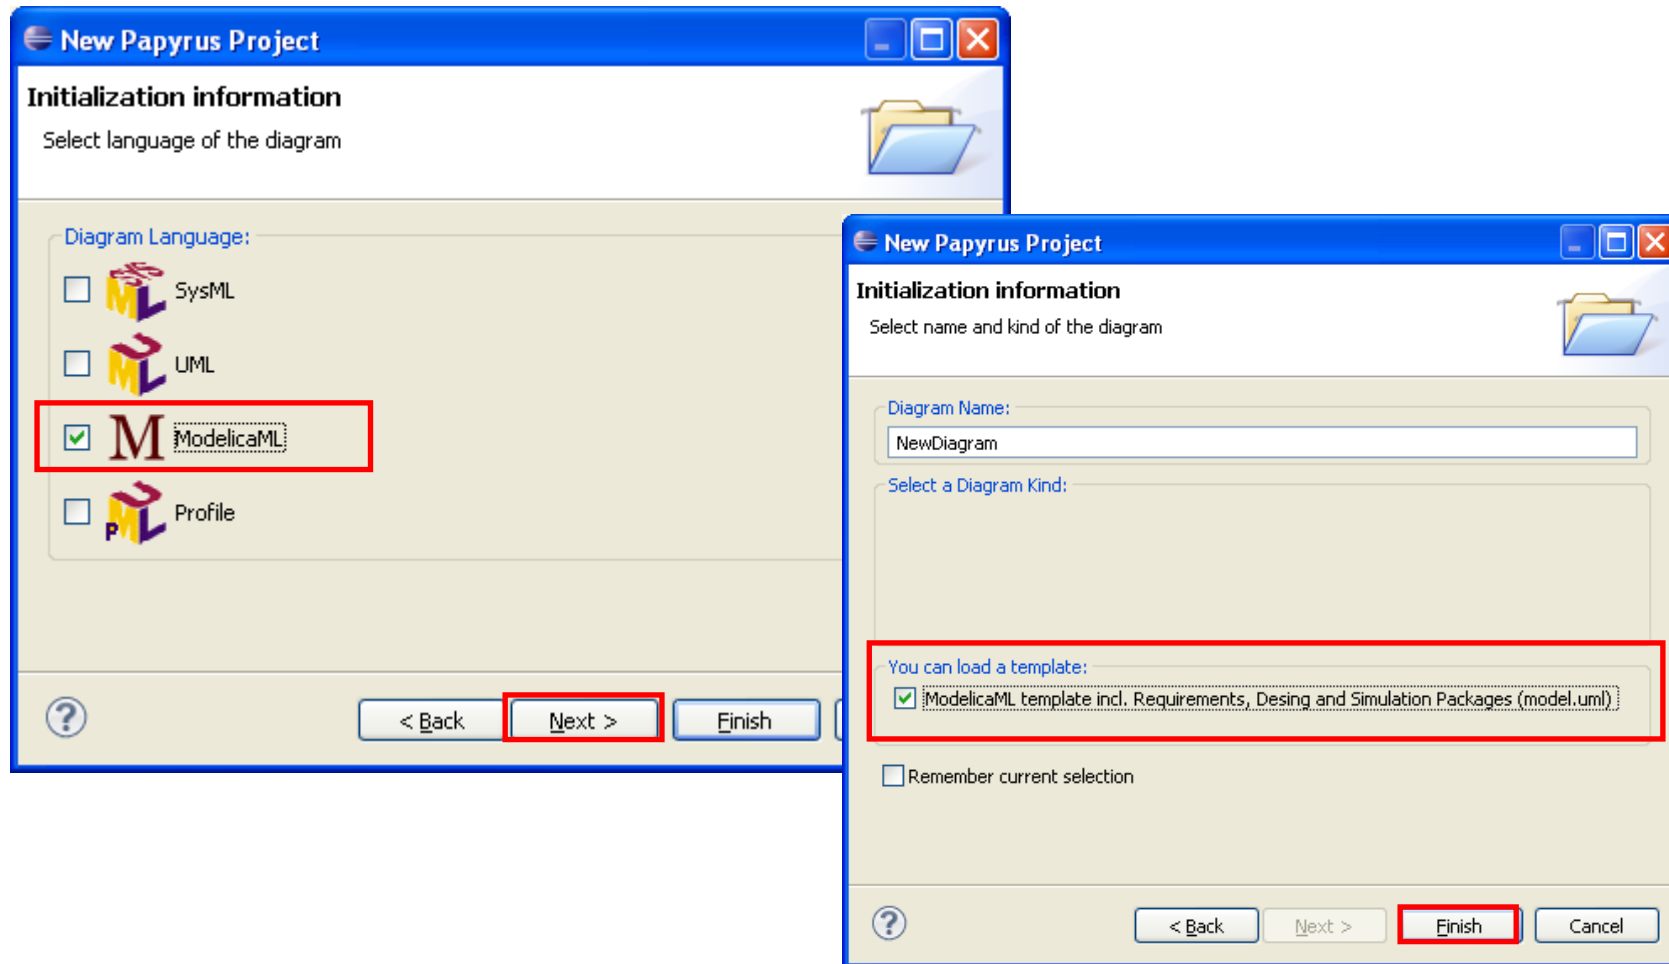 New Papyrus Project
Initialization information
Select language of the diagram
Diagram Language:
SysML
UML
M ModelicaML
Profile
< Back Next > Finish
New Papyrus Project
Initialization information
Select name and kind of the diagram
Diagram Name:
NewDiagram
Select a Diagram Kind:
You can load a template:
ModelicaML template incl. Requirements, Desing and Simulation Packages (model.uml)
Remember current selection
< Back Next > Finish Cancel